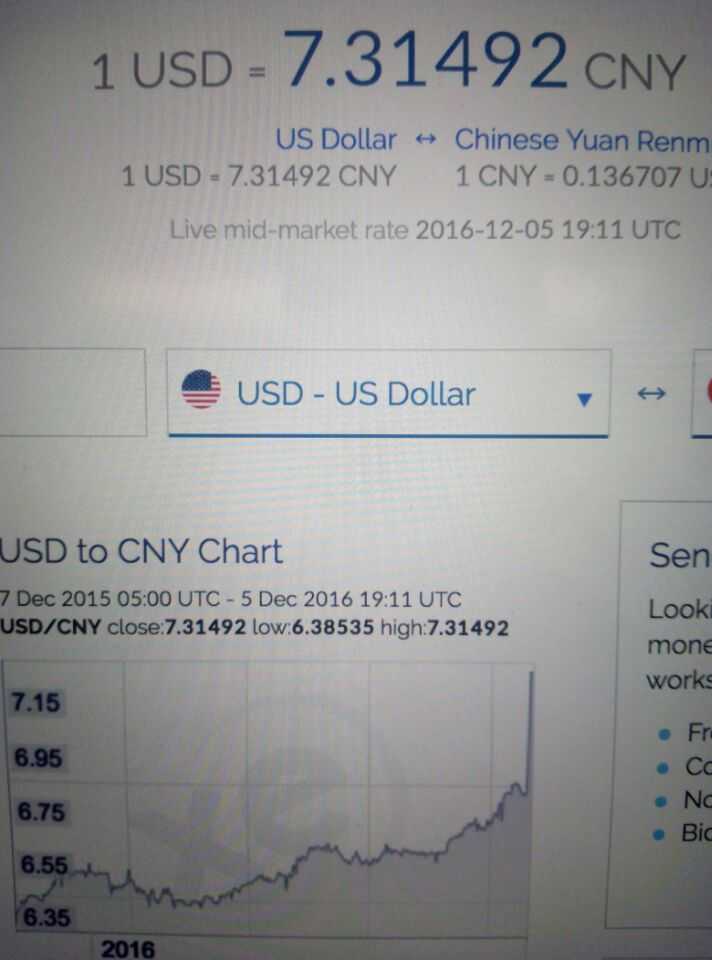 1 USD = 7.31492 CNY
US Dollar ↔ Chinese Yuan Renm
1 USD = 7.31492 CNY 1 CNY = 0.136707 U
Live mid-market rate 2016-12-05 19:11 UTC
USD - US Dollar ▼ ↔
USD to CNY Chart
7 Dec 2015 05:00 UTC - 5 Dec 2016 19:11 UTC
USD/CNY close:7.31492 low:6.38535 high:7.31492
7.15
6.95
6.75
6.55
6.35
2016
Sen
Looki
mone
works
• Fr
• Co
• No
• Bi